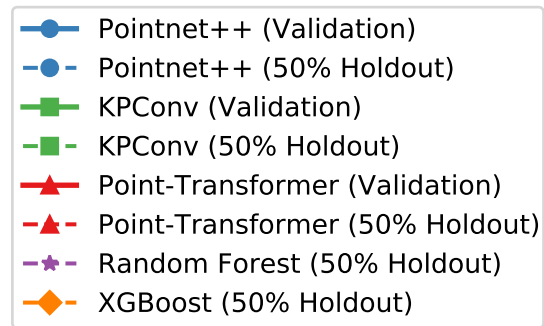 Pointnet++ (Validation)
Pointnet++ (50% Holdout)
KPConv (Validation)
KPConv (50% Holdout)
Point-Transformer (Validation)
Point-Transformer (50% Holdout)
Random Forest (50% Holdout)
XGBoost (50% Holdout)